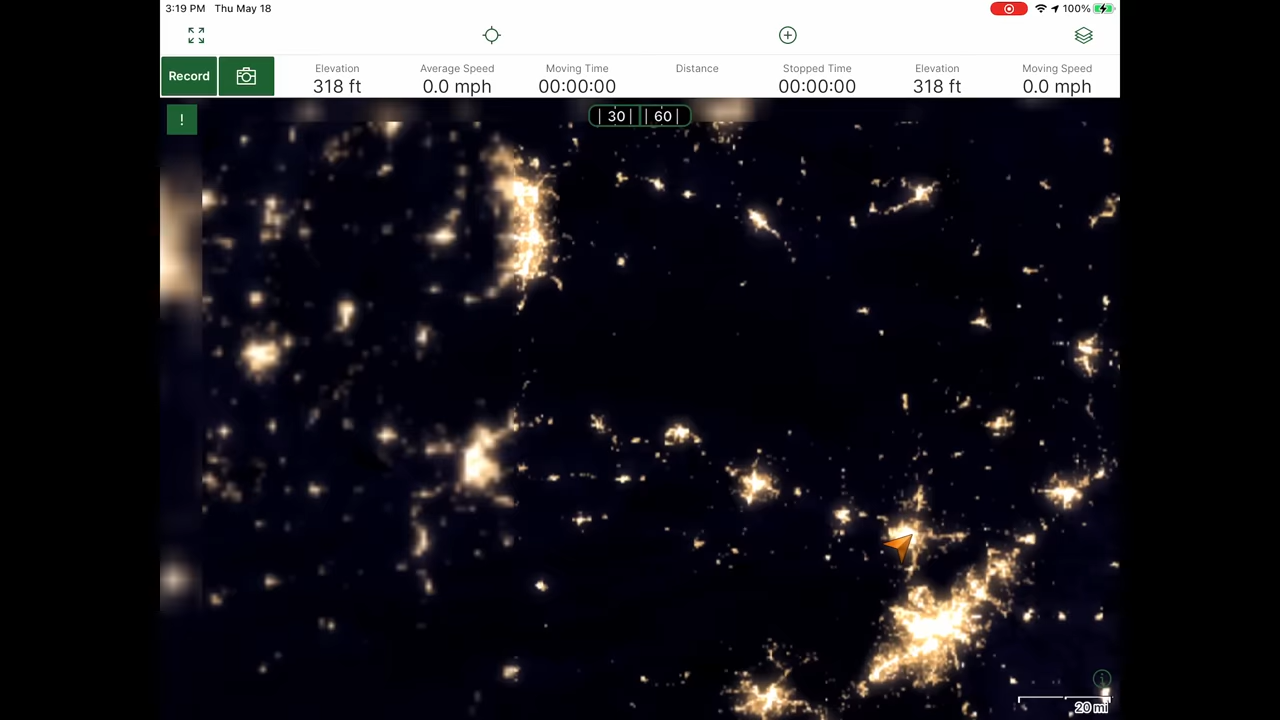 3:19 PM Thu May 18
100%
Record
Elevation
318 ft
Average Speed
0.0 mph
Moving Time
00:00:00
Distance
Stopped Time
00:00:00
Elevation
318 ft
Moving Speed
0.0 mph
!
| 30 | | 60 |
20 mi